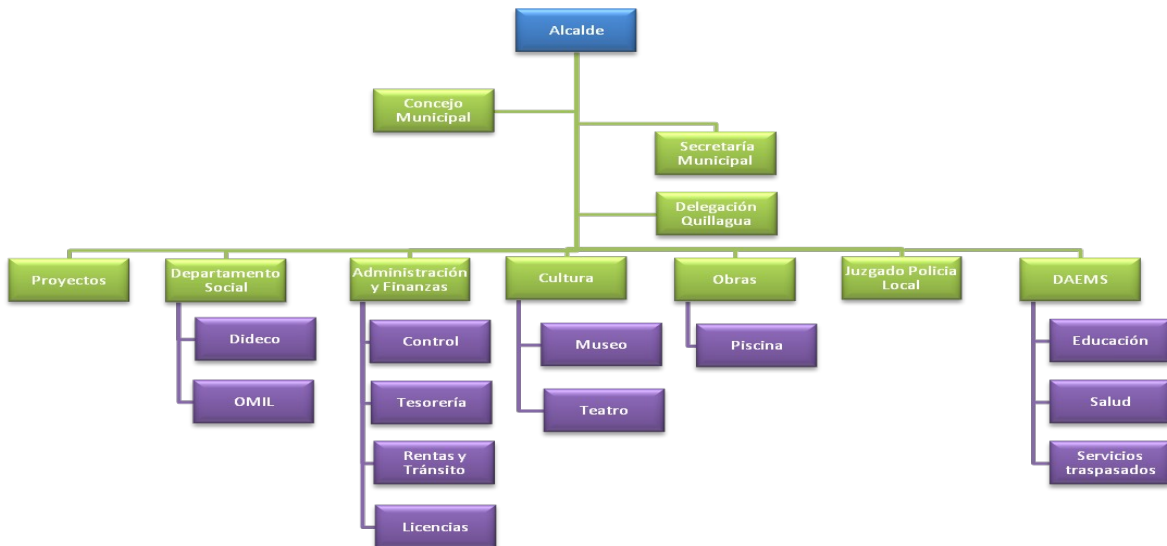 Alcalde
Concejo
Municipal
Secretaría
Municipal
Delegación
Quillagua
Proyectos
Departamento
Social
Administración
y Finanzas
Cultura
Obras
Juzgado Policia
Local
DAEMS
Dideco
OMIL
Control
Tesorería
Rentas y
Tránsito
Licencias
Museo
Teatro
Piscina
Educación
Salud
Servicios
traspasados